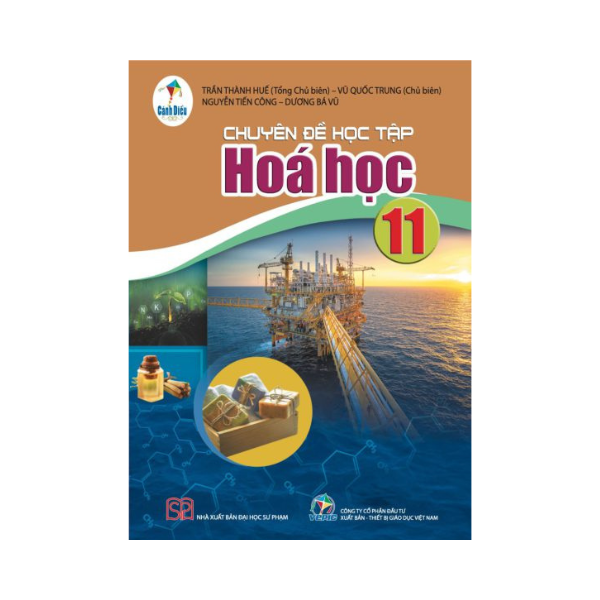 Cánh Diều
TRẦN THÀNH HUẾ (Tổng Chủ biên) – VŨ QUỐC TRUNG (Chủ biên)
NGUYỄN TIẾN CÔNG – DƯƠNG BÁ VŨ
CHUYÊN ĐỀ HỌC TẬP
Hoá học
11
N K P
NHÀ XUẤT BẢN ĐẠI HỌC SƯ PHẠM
VEPIC
CÔNG TY CỔ PHẦN ĐẦU TƯ
XUẤT BẢN - THIẾT BỊ GIÁO DỤC VIỆT NAM